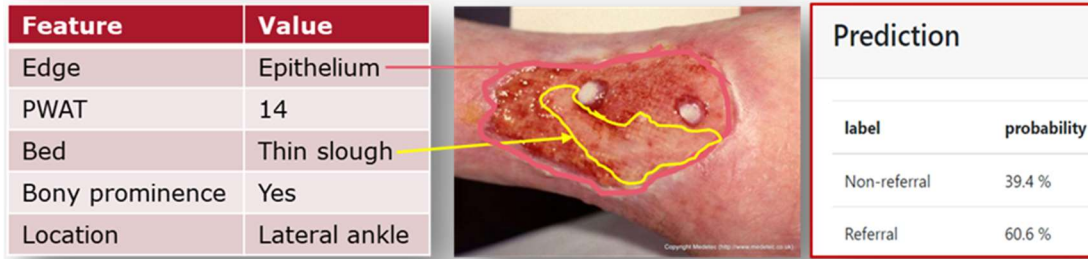 Feature Value
Edge Epithelium
PWAT 14
Bed Thin slough
Bony prominence Yes
Location Lateral ankle
Copyright Medetec (http://www.medetec.co.uk)
Prediction
label probability
Non-referral 39.4 %
Referral 60.6 %